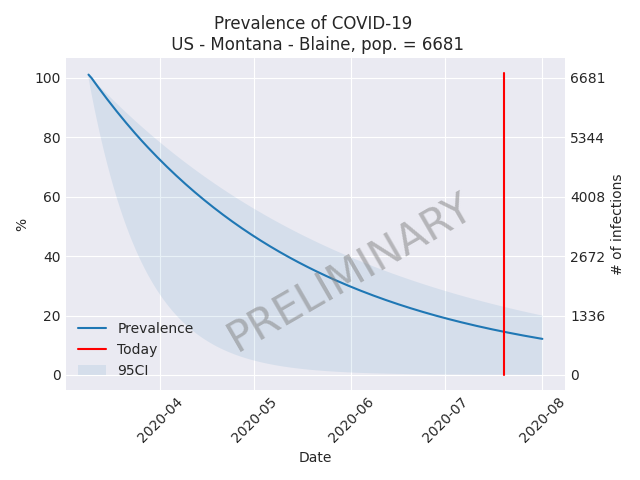 Prevalence of COVID-19
US - Montana - Blaine, pop. = 6681
100
80
60
40
20
0
%
6681
5344
4008
2672
1336
0
# of infections
PRELIMINARY
Prevalence
Today
95CI
2020-04
2020-05
2020-06
2020-07
2020-08
Date